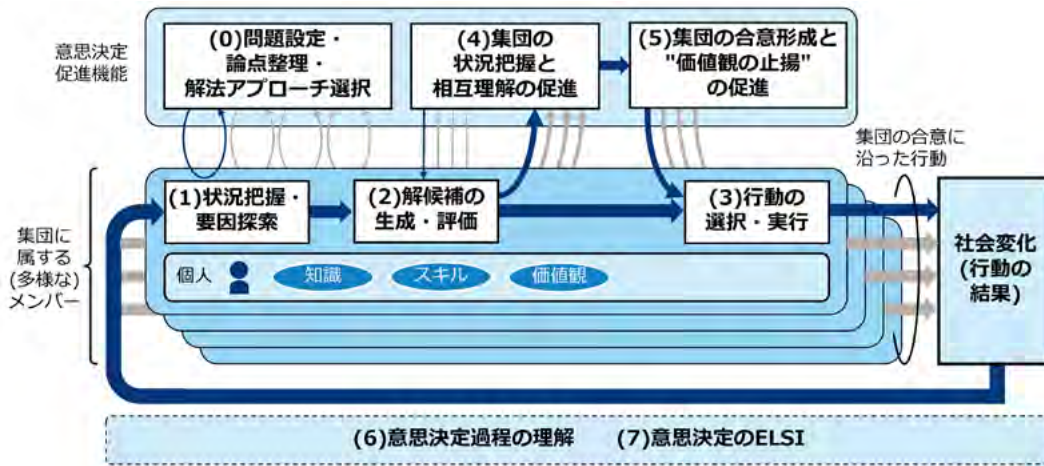 意思決定
促進機能
(0)問題設定・
論点整理・
解法アプローチ選択
(4)集団の
状況把握と
相互理解の促進
(5)集団の合意形成と
"価値観の止揚"
の促進
集団の合意に
沿った行動
集団に
属する
(多様な)
メンバー
(1)状況把握・
要因探索
(2)解候補の
生成・評価
(3)行動の
選択・実行
個人
知識
スキル
価値観
社会変化
(行動の
結果)
(6)意思決定過程の理解 (7)意思決定のELSI